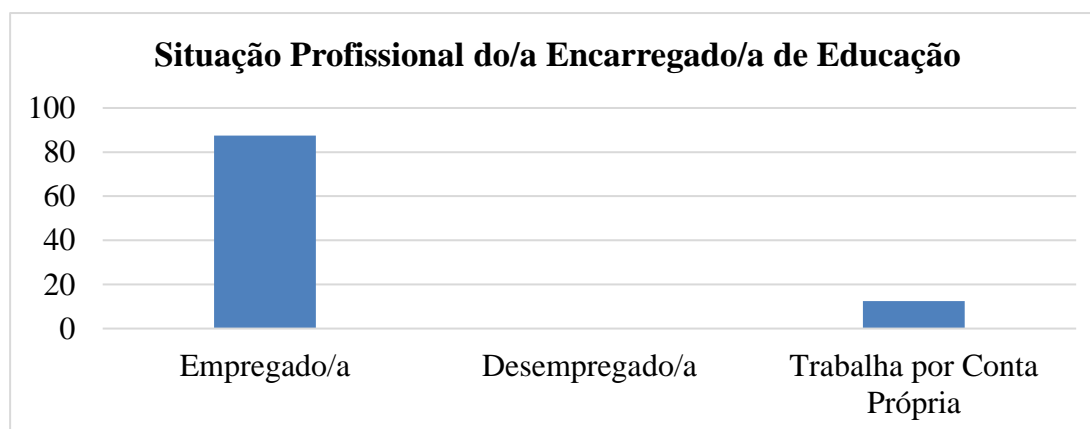 Situação Profissional do/a Encarregado/a de Educação
100
80
60
40
20
0
Empregado/a
Desempregado/a
Trabalha por Conta
Própria